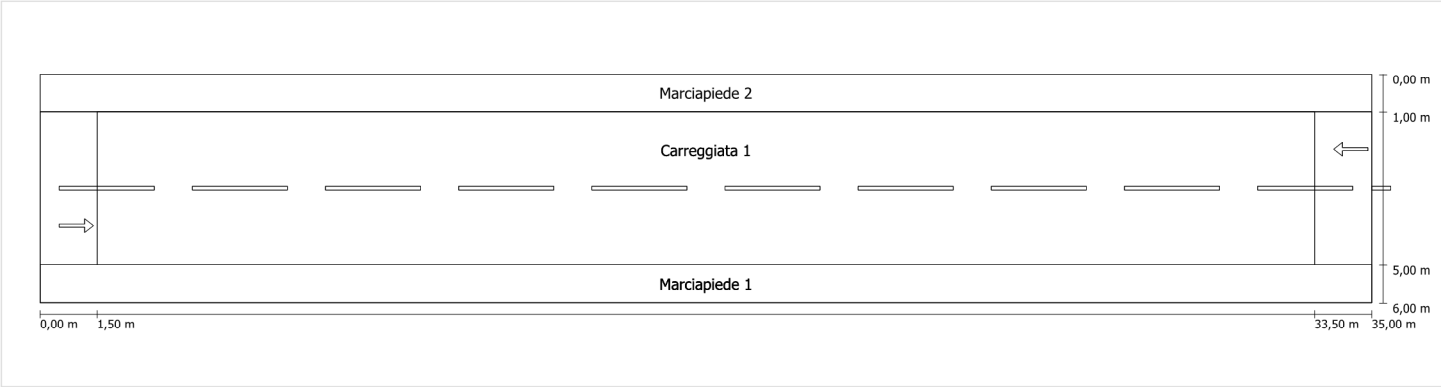 Marciapiede 2
0,00 m
1,00 m
Carreggiata 1
5,00 m
Marciapiede 1
6,00 m
0,00 m 1,50 m 33,50 m 35,00 m